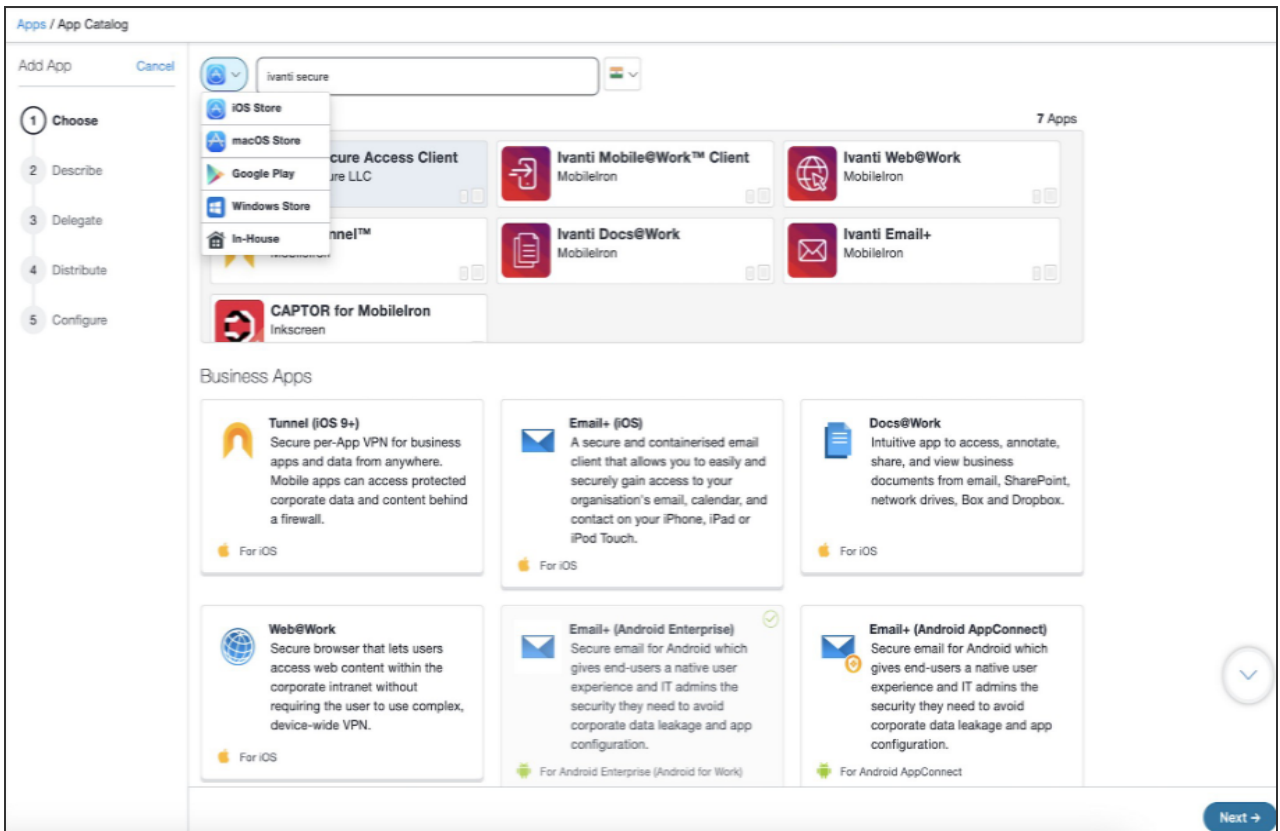 Apps / App Catalog
Add App
Cancel
1 Choose
2 Describe
3 Delegate
4 Distribute
5 Configure
ivanti secure
iOS Store
macOS Store
Google Play
Windows Store
In-House
7 Apps
cure Access Client
re LLC
Ivanti Mobile@Work™ Client
MobileIron
Ivanti Web@Work
MobileIron
nnel™
MobileIron
Ivanti Docs@Work
MobileIron
Ivanti Email+
MobileIron
CAPTOR for MobileIron
Inkscreen
Business Apps
Tunnel (iOS 9+)
Secure per-App VPN for business
apps and data from anywhere.
Mobile apps can access protected
corporate data and content behind
a firewall.
For iOS
Email+ (iOS)
A secure and containerised email
client that allows you to easily and
securely gain access to your
organisation's email, calendar, and
contact on your iPhone, iPad or
iPod Touch.
For iOS
Docs@Work
Intuitive app to access, annotate,
share, and view business
documents from email, SharePoint,
network drives, Box and Dropbox.
For iOS
Web@Work
Secure browser that lets users
access web content within the
corporate intranet without
requiring the user to use complex,
device-wide VPN.
For iOS
Email+ (Android Enterprise)
Secure email for Android which
gives end-users a native user
experience and IT admins the
security they need to avoid
corporate data leakage and app
configuration.
For Android Enterprise (Android for Work)
Email+ (Android AppConnect)
Secure email for Android which
gives end-users a native user
experience and IT admins the
security they need to avoid
corporate data leakage and app
configuration.
For Android AppConnect
Next →